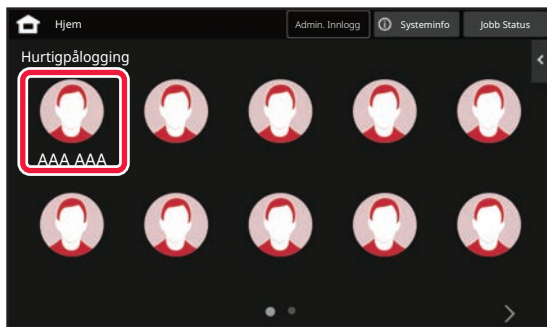 Hjem
Admin. Innlogg
Systeminfo
Jobb Status
Hurtigpålogging
AAA AAA